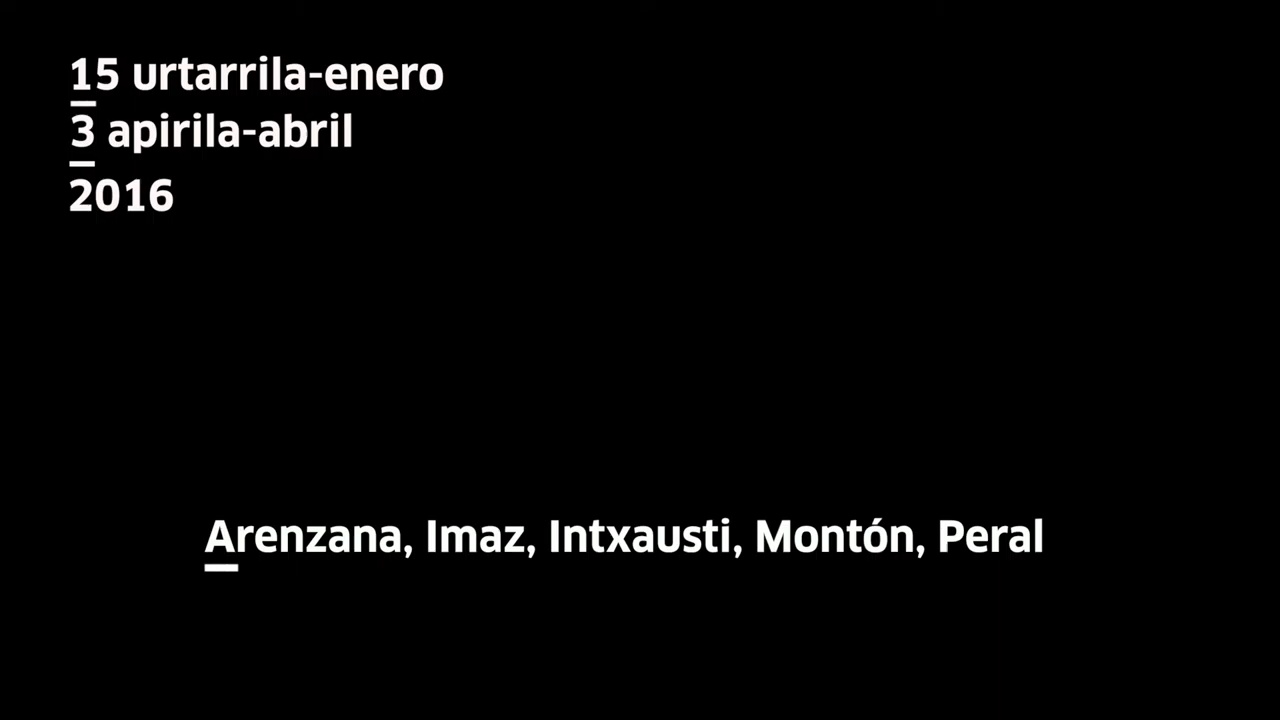 15 urtarrila-enero
3 apirila-abril
2016
Arenzana, Imaz, Intxausti, Montón, Peral